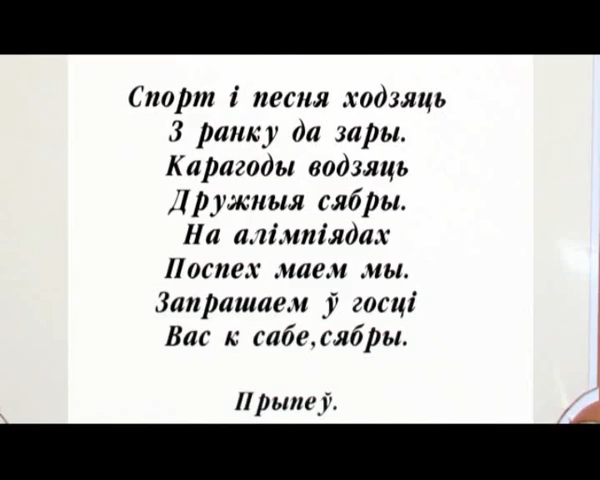 Спорт і песня ходзяць
З ранку да зары.
Карагоды водзяць
Дружныя сябры.
На алімпіядах
Поспех маем мы.
Запрашаем ў госці
Вас к сабе,сябры.
Прыпеў.